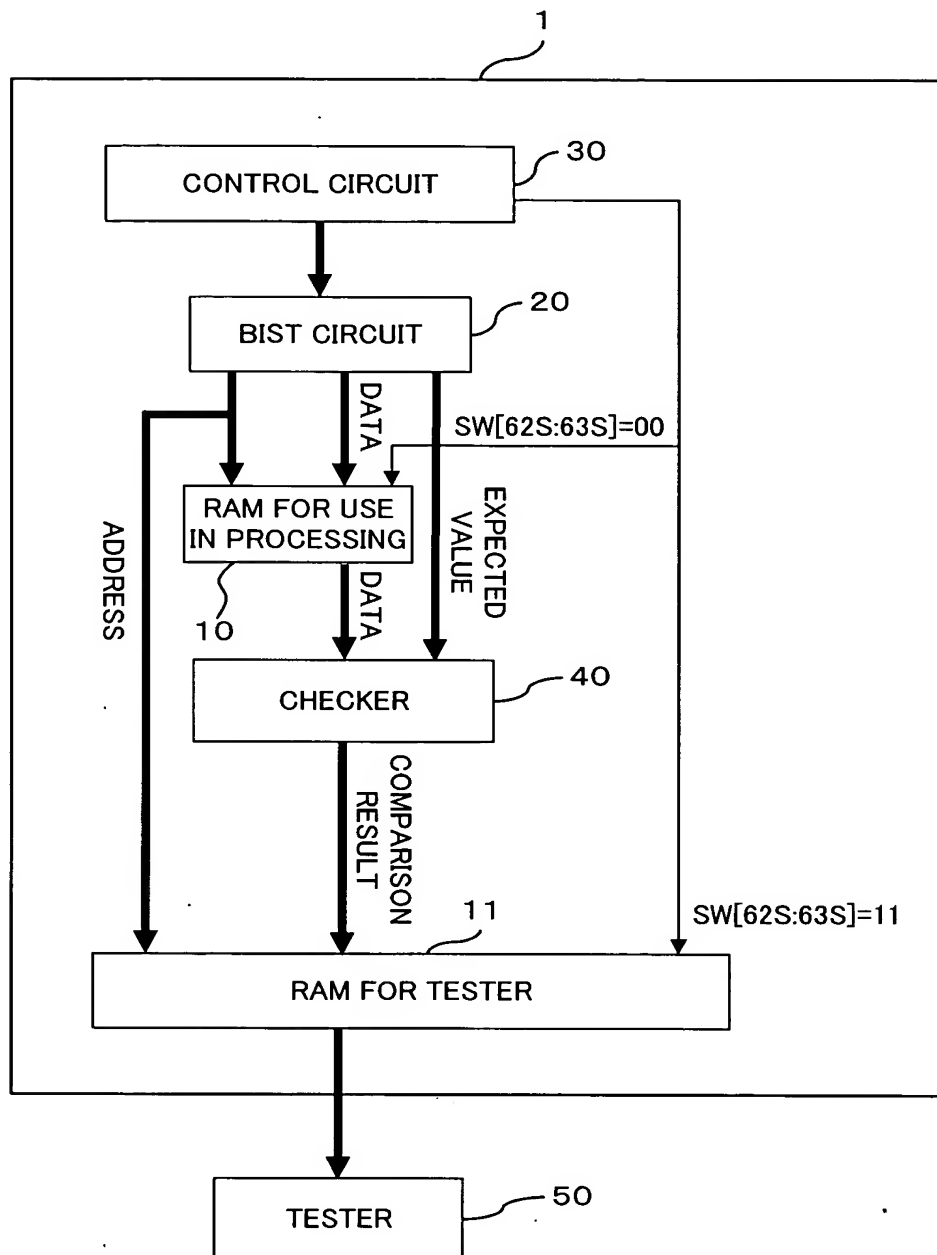 1
30
CONTROL CIRCUIT
20
BIST CIRCUIT
DATA
SW[62S:63S]=00
RAM FOR USE
IN PROCESSING
ADDRESS
EXPECTED
VALUE
10
DATA
40
CHECKER
COMPARISON
RESULT
11
SW[62S:63S]=11
RAM FOR TESTER
50
TESTER